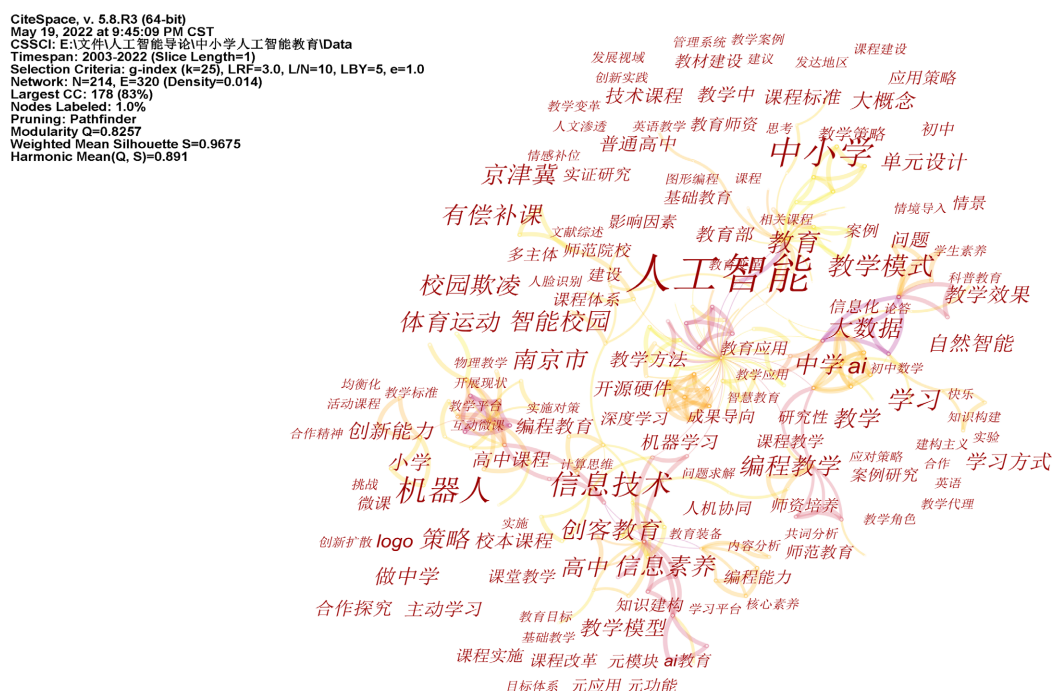 CiteSpace, v. 5.8.R3 (64-bit)
May 19, 2022 at 9:45:09 PM CST
CSSCI: E:\文件\人工智能导论\中小学人工智能教育\Data
Timespan: 2003-2022 (Slice Length=1)
Selection Criteria: g-index (k=25), LRF=3.0, L/N=10, LBY=5, e=1.0
Network: N=214, E=320 (Density=0.014)
Largest CC: 178 (83%)
Nodes Labeled: 1.0%
Pruning: Pathfinder
Modularity Q=0.8257
Weighted Mean Silhouette S=0.9675
Harmonic Mean(Q, S)=0.891
管理系统 教学案例
发展视域 教材建设 建议 发达地区 课程建设
创新实践 应用策略
技术课程 教学中 课程标准 大概念
教学变革
人文渗透 英语教学 教育师资 思考 教学策略 初中
普通高中 中小学 单元设计
情感补位
京津冀 实证研究 图形编程 课程
基础教育 情境导入 情景
有偿补课 影响因素 相关课程
文献综述 教育部 教育 案例 问题
多主体 师范院校 学生素养
人工智能 教学模式
校园欺凌 人脸识别 建设 科普教育
课程体系 教学效果
体育运动 智能校园 信息化 论答
大数据 自然智能
物理教学 南京市 教学方法 教育应用
中学 ai 初中数学
均衡化 教学标准 开展现状 开源硬件 教学应用
活动课程 教学平台 实施对策 智慧教育 学习 快乐
合作精神 创新能力 互动微课 编程教育 深度学习 成果导向 研究性 教学 知识构建
机器学习 课程教学 建构主义 实验
小学 高中课程 计算思维 问题求解 编程教学 应对策略 合作 学习方式
挑战 机器人 信息技术 案例研究 英语
微课 人机协同 师资培养 教学代理
实施 教学角色
创新扩散 logo 策略 校本课程 创客教育 教育装备 共词分析
内容分析 师范教育
做中学 课堂教学 高中 信息素养 编程能力
合作探究 主动学习 知识建构 学习平台 核心素养
教育目标 教学模型
基础教学
课程实施 课程改革 元模块 ai教育
目标体系 元应用 元功能